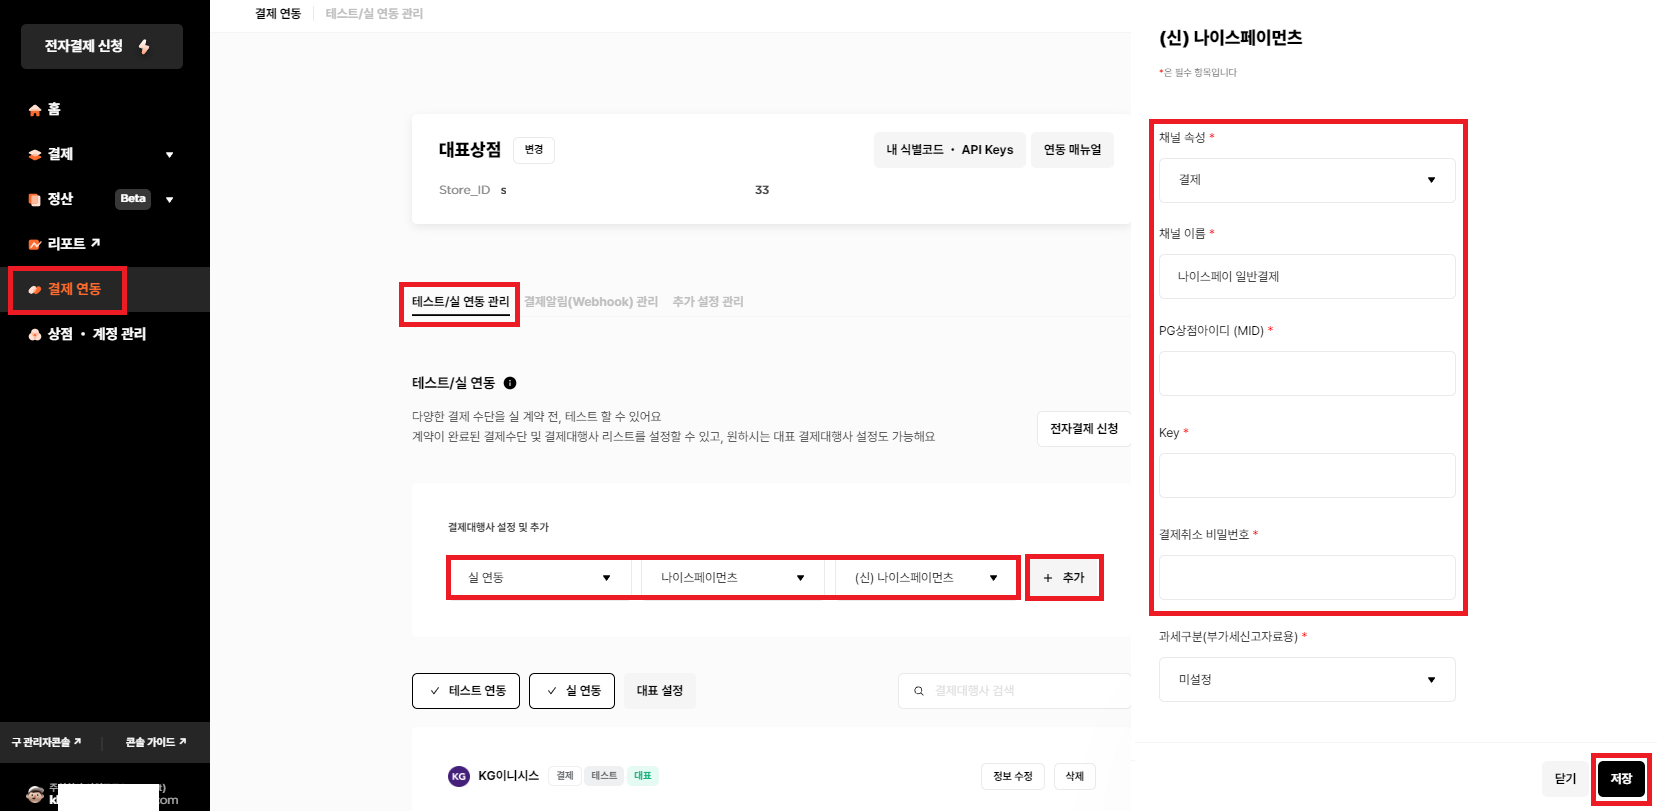 전자결제 신청
홈
결제
정산 Beta
리포트
결제 연동
상점 · 계정 관리
구 관리자콘솔
콘솔 가이드
결제 연동
테스트/실 연동 관리
대표상점
변경
내 식별코드 · API Keys
연동 매뉴얼
Store_ID s 33
테스트/실 연동 관리
결제알림(Webhook) 관리
추가 설정 관리
테스트/실 연동
다양한 결제 수단을 실 계약 전, 테스트 할 수 있어요
계약이 완료된 결제수단 및 결제대행사 리스트를 설정할 수 있고, 원하시는 대표 결제대행사 설정도 가능해요
전자결제 신청
결제대행사 설정 및 추가
실 연동
나이스페이먼츠
(신) 나이스페이먼츠
+ 추가
테스트 연동
실 연동
대표 설정
결제대행사 검색
KG KG이니시스 결제 테스트 대표
정보 수정
삭제
(신) 나이스페이먼츠
*은 필수 항목입니다
채널 속성 *
결제
채널 이름 *
나이스페이 일반결제
PG상점아이디 (MID) *
Key *
결제취소 비밀번호 *
과세구분(부가세신고자료용) *
미설정
닫기
저장